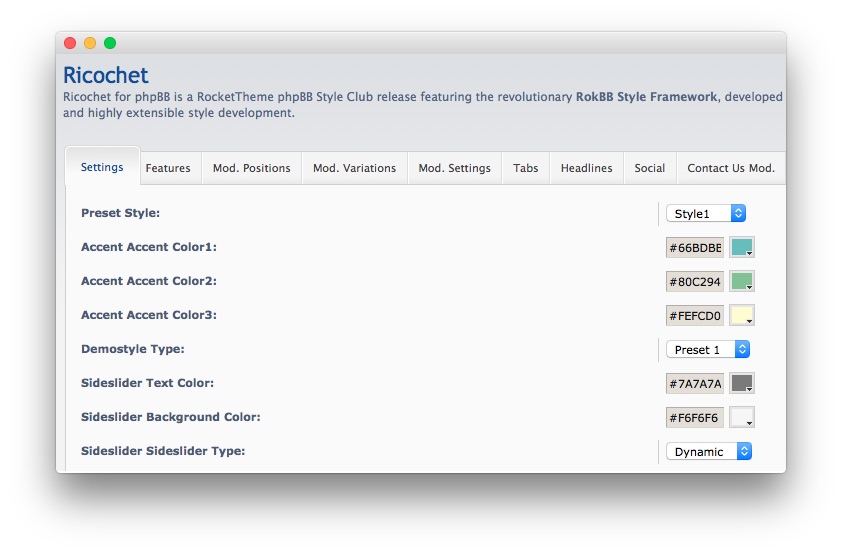 Ricochet
Ricochet for phpBB is a RocketTheme phpBB Style Club release featuring the revolutionary RokBB Style Framework, developed
and highly extensible style development.
Settings Features Mod. Positions Mod. Variations Mod. Settings Tabs Headlines Social Contact Us Mod.
Preset Style: Style1
Accent Accent Color1: #66BDBE
Accent Accent Color2: #80C294
Accent Accent Color3: #FEFCD0
Demostyle Type: Preset 1
Sideslider Text Color: #7A7A7A
Sideslider Background Color: #F6F6F6
Sideslider Sideslider Type: Dynamic